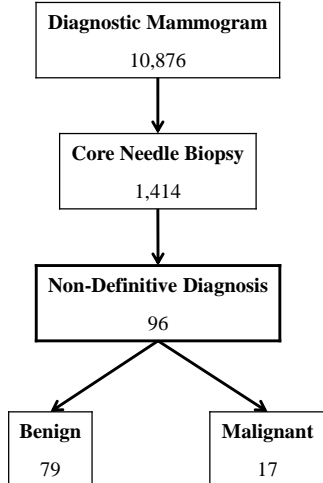 Diagnostic Mammogram
10,876
Core Needle Biopsy
1,414
Non-Definitive Diagnosis
96
Benign
79
Malignant
17